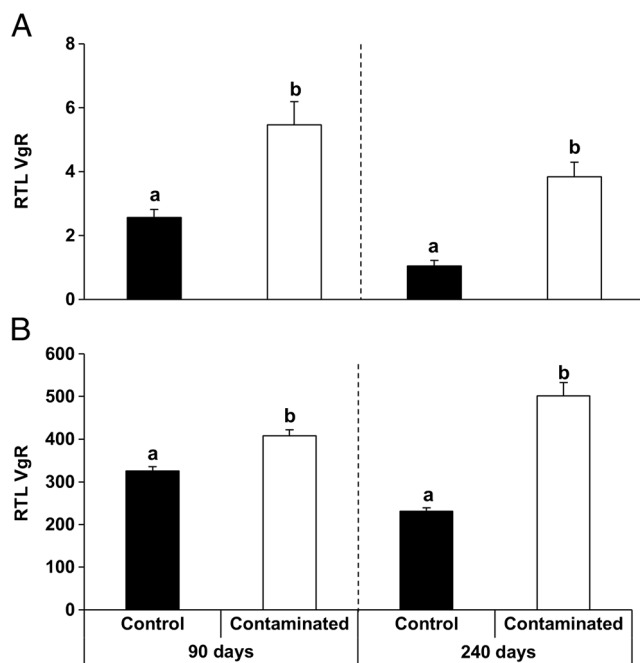 A
8
6
4
2
0
RTL VgR
a
b
a
b
B
600
500
400
300
200
100
0
RTL VgR
a
b
a
b
Control Contaminated Control Contaminated
90 days 240 days